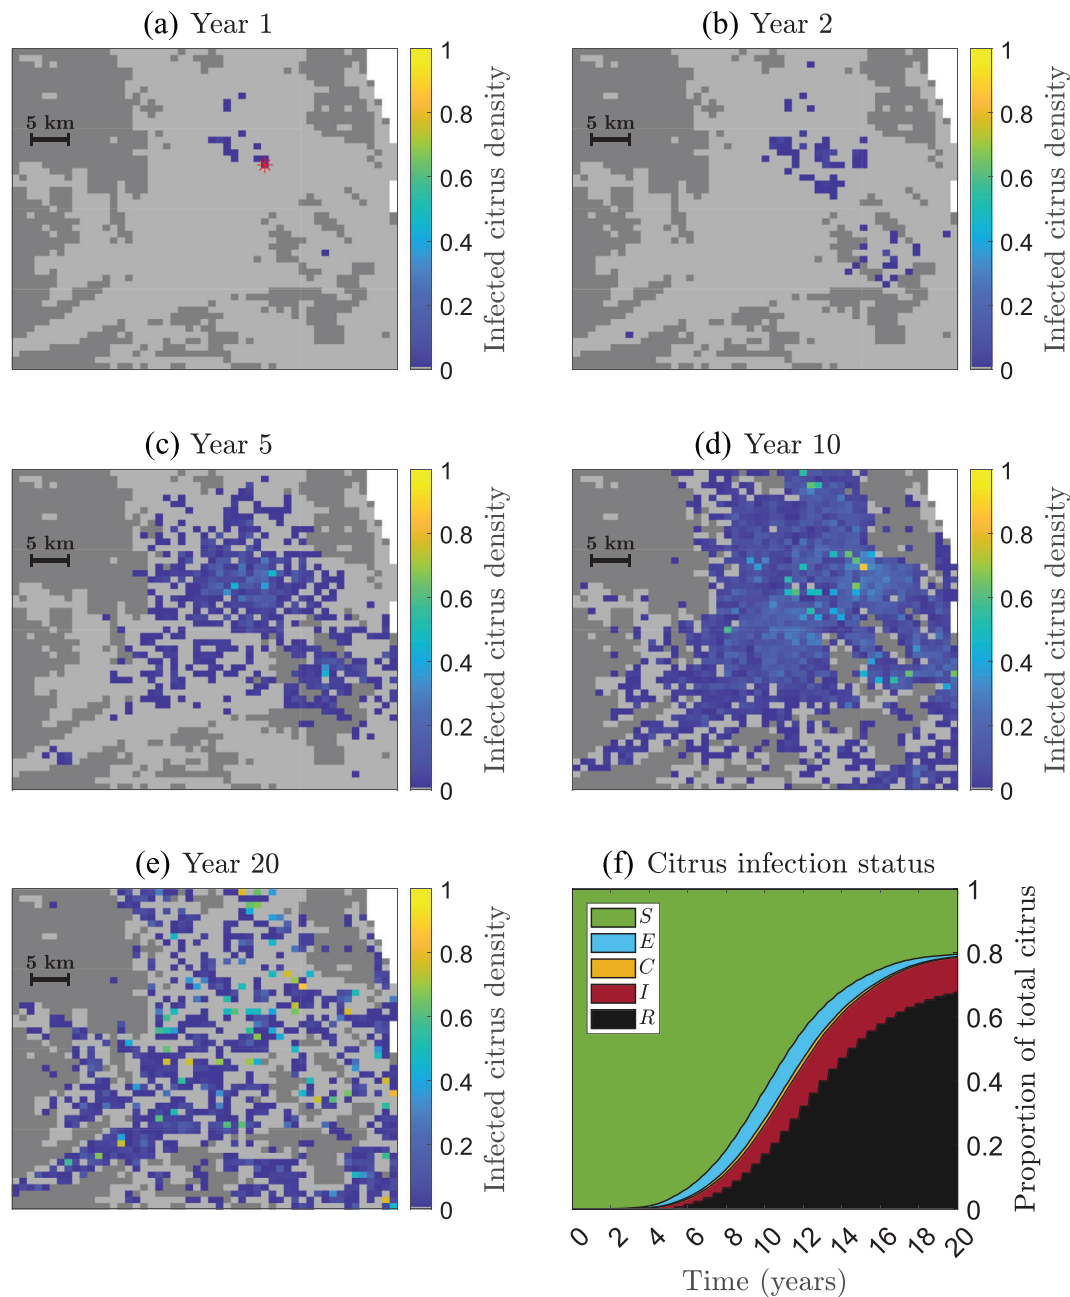 (a) Year 1
5 km
1
0.8
0.6
0.4
0.2
0
Infected citrus density
(b) Year 2
5 km
1
0.8
0.6
0.4
0.2
0
Infected citrus density
(c) Year 5
5 km
1
0.8
0.6
0.4
0.2
0
Infected citrus density
(d) Year 10
5 km
1
0.8
0.6
0.4
0.2
0
Infected citrus density
(e) Year 20
5 km
1
0.8
0.6
0.4
0.2
0
Infected citrus density
(f) Citrus infection status
S
E
C
I
R
1
0.8
0.6
0.4
0.2
0
Proportion of total citrus
0 2 4 6 8 10 12 14 16 18 20
Time (years)